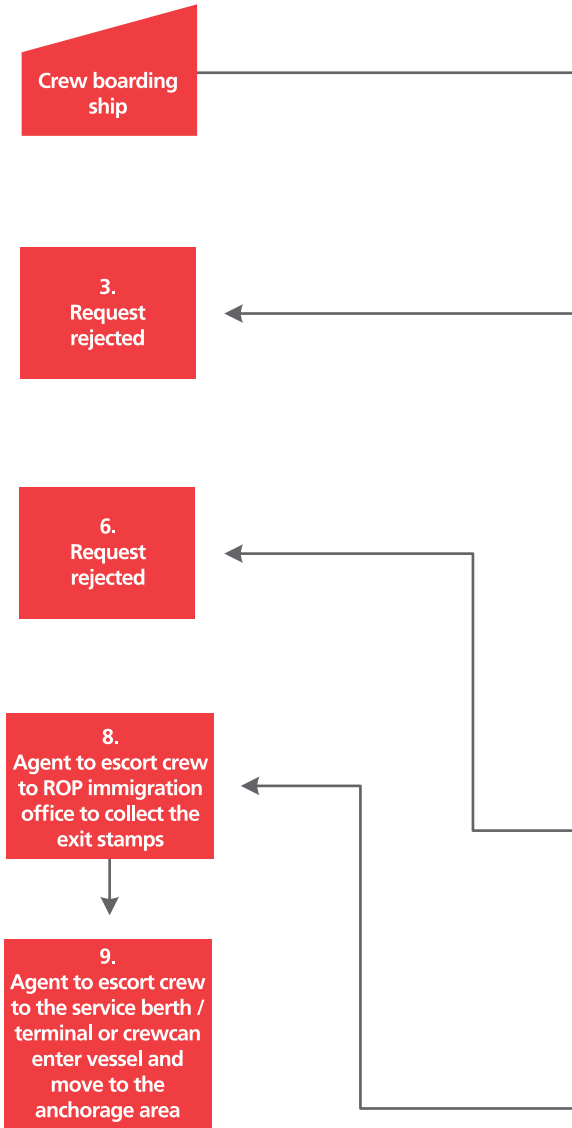 Crew boarding
ship
3.
Request
rejected
6.
Request
rejected
8.
Agent to escort crew
to ROP immigration
office to collect the
exit stamps
9.
Agent to escort crew
to the service berth /
terminal or crewcan
enter vessel and
move to the
anchorage area